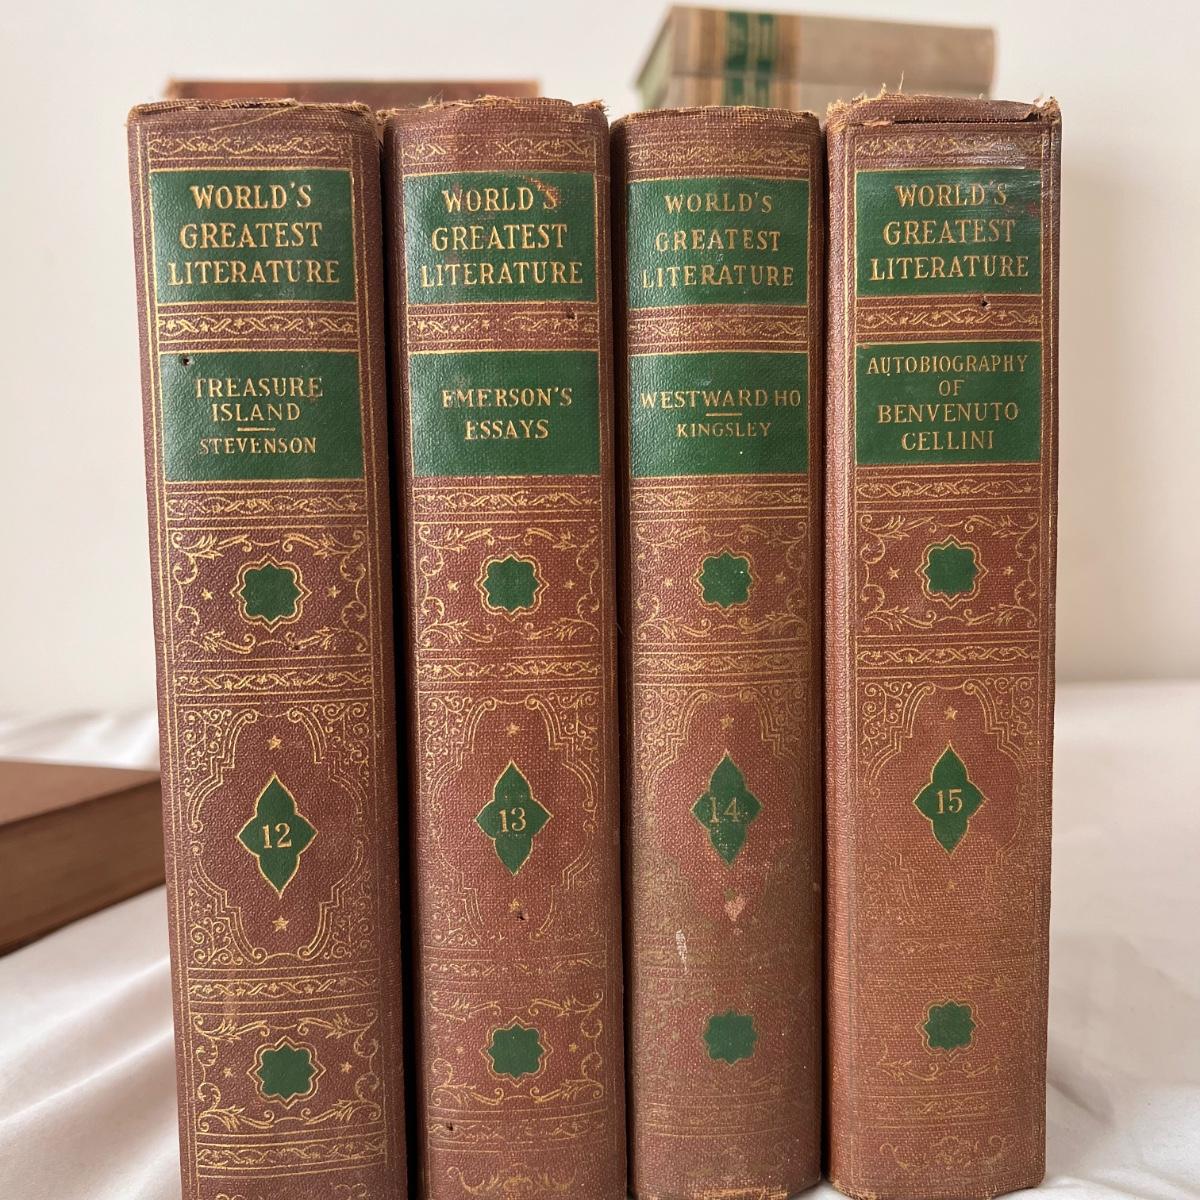 WORLD'S
GREATEST
LITERATURE
TREASURE
ISLAND
STEVENSON
12
WORLD'S
GREATEST
LITERATURE
EMERSON'S
ESSAYS
13
WORLD'S
GREATEST
LITERATURE
WESTWARD HO
KINGSLEY
14
WORLD'S
GREATEST
LITERATURE
AUTOBIOGRAPHY
OF
BENVENUTO
CELLINI
15